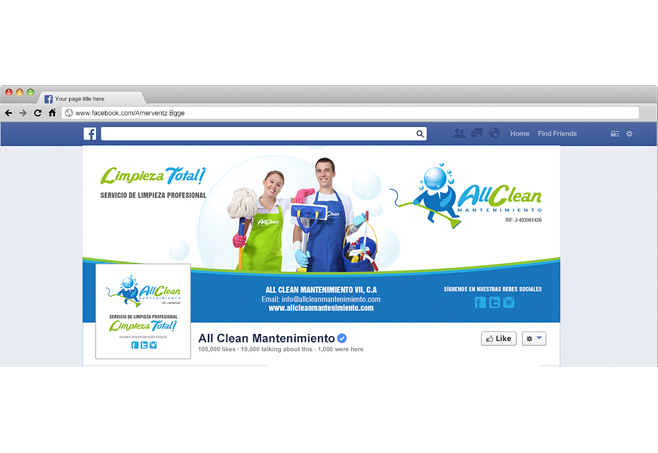 Your page title here
www.facebook.com/Amerventz Bgge
Home Find Friends
Limpieza Total!
SERVICIO DE LIMPIEZA PROFESIONAL
AllClean
AllClean
AllClean
MANTENIMIENTO
RIF: J-403981426
ALL CLEAN MANTENIMIENTO VII, C.A
Email: info@allcleanmantenimiento.com
www.allcleanmantenimiento.com
SÍGUENOS EN NUESTRAS REDES SOCIALES
AllClean
MANTENIMIENTO
SERVICIO DE LIMPIEZA PROFESIONAL
Limpieza Total!
All Clean Mantenimiento
100,000 likes · 10,000 talking about this · 1,000 were here
Like